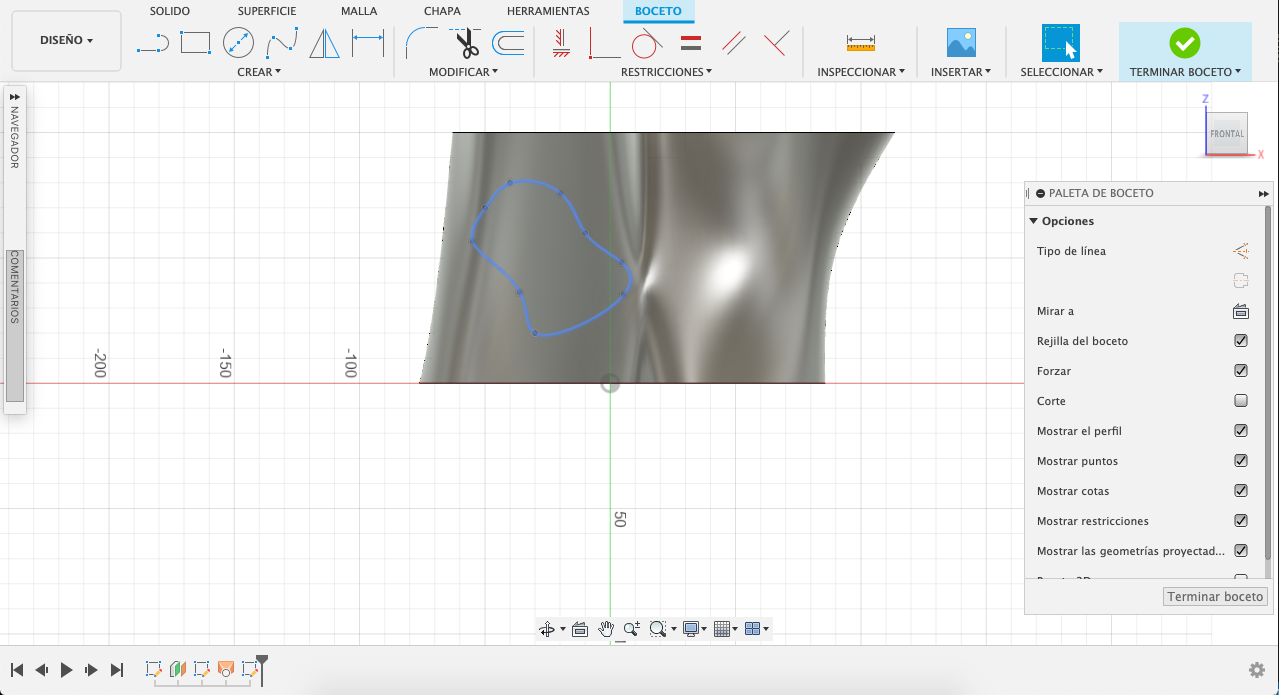 SOLIDO SUPERFICIE MALLA CHAPA HERRAMIENTAS BOCETO
DISEÑO
CREAR MODIFICAR RESTRICCIONES INSPECCIONAR INSERTAR SELECCIONAR TERMINAR BOCETO
NAVEGADOR
COMENTARIOS
Z
FRONTAL
X
-200
-150
-100
50
PALETA DE BOCETO
Opciones
Tipo de línea
Mirar a
Rejilla del boceto
Forzar
Corte
Mostrar el perfil
Mostrar puntos
Mostrar cotas
Mostrar restricciones
Mostrar las geometrías proyectad...
Terminar boceto